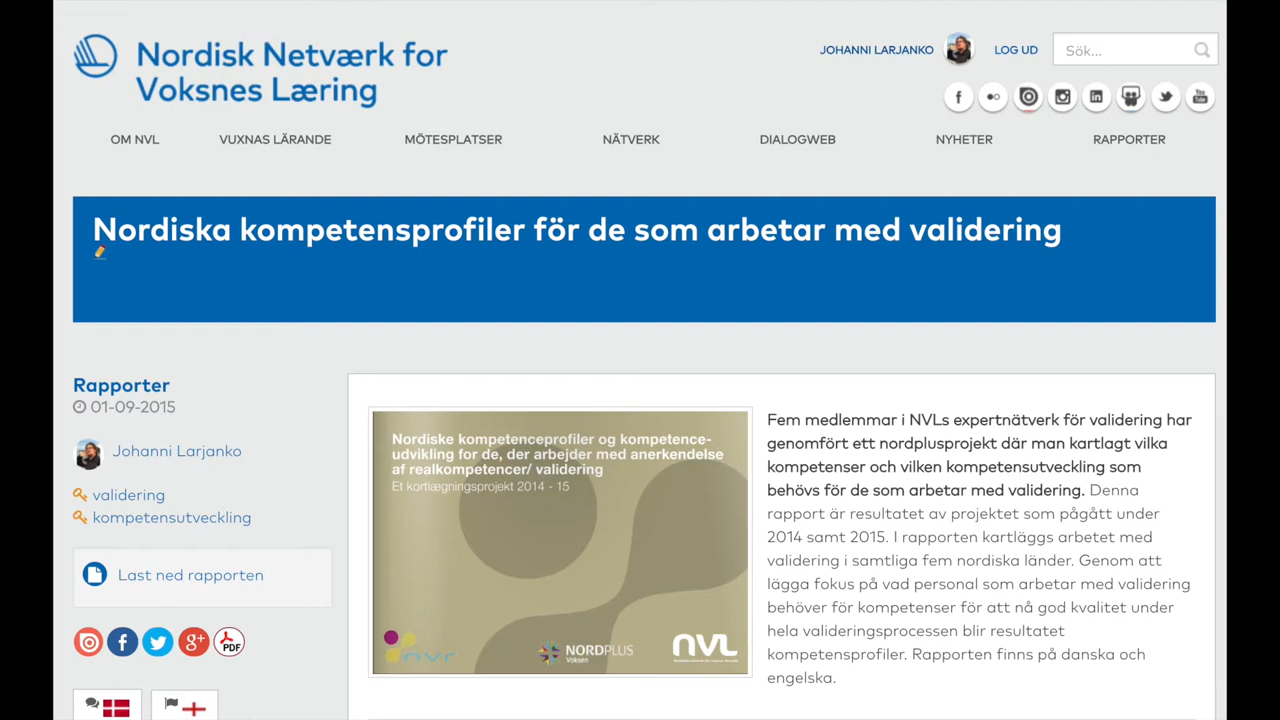 Nordisk Netværk for
Voksnes Læring
JOHANNI LARJANKO
LOG UD
Sök...
OM NVL
VUXNAS LÄRANDE
MÖTESPLATSER
NÄTVERK
DIALOGWEB
NYHETER
RAPPORTER
Nordiska kompetensprofiler för de som arbetar med validering
Rapporter
01-09-2015
Johanni Larjanko
validering
kompetensutveckling
Last ned rapporten
PDF
Nordiske kompetenceprofiler og kompetence-
udvikling for de, der arbejder med anerkendelse
af realkompetencer/ validering
Et kortlægningsprojekt 2014 - 15
nvr
NORDPLUS
Voksen
nvl
Fem medlemmar i NVLs expertnätverk för validering har
genomfört ett nordplusprojekt där man kartlagt vilka
kompetenser och vilken kompetensutveckling som
behövs för de som arbetar med validering. Denna
rapport är resultatet av projektet som pågått under
2014 samt 2015. I rapporten kartläggs arbetet med
validering i samtliga fem nordiska länder. Genom att
lägga fokus på vad personal som arbetar med validering
behöver för kompetenser för att nå god kvalitet under
hela valideringsprocessen blir resultatet
kompetensprofiler. Rapporten finns på danska och
engelska.